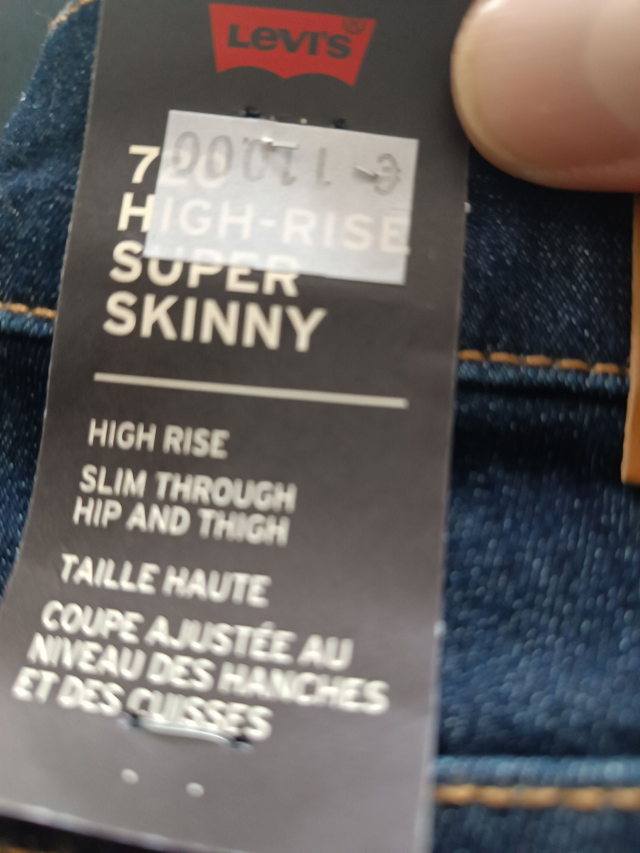 Levi's
720
HIGH-RISE
SUPER
SKINNY
HIGH RISE
SLIM THROUGH
HIP AND THIGH
TAILLE HAUTE
COUPE AJUSTÉE AU
NIVEAU DES HANCHES
ET DES CUISSES